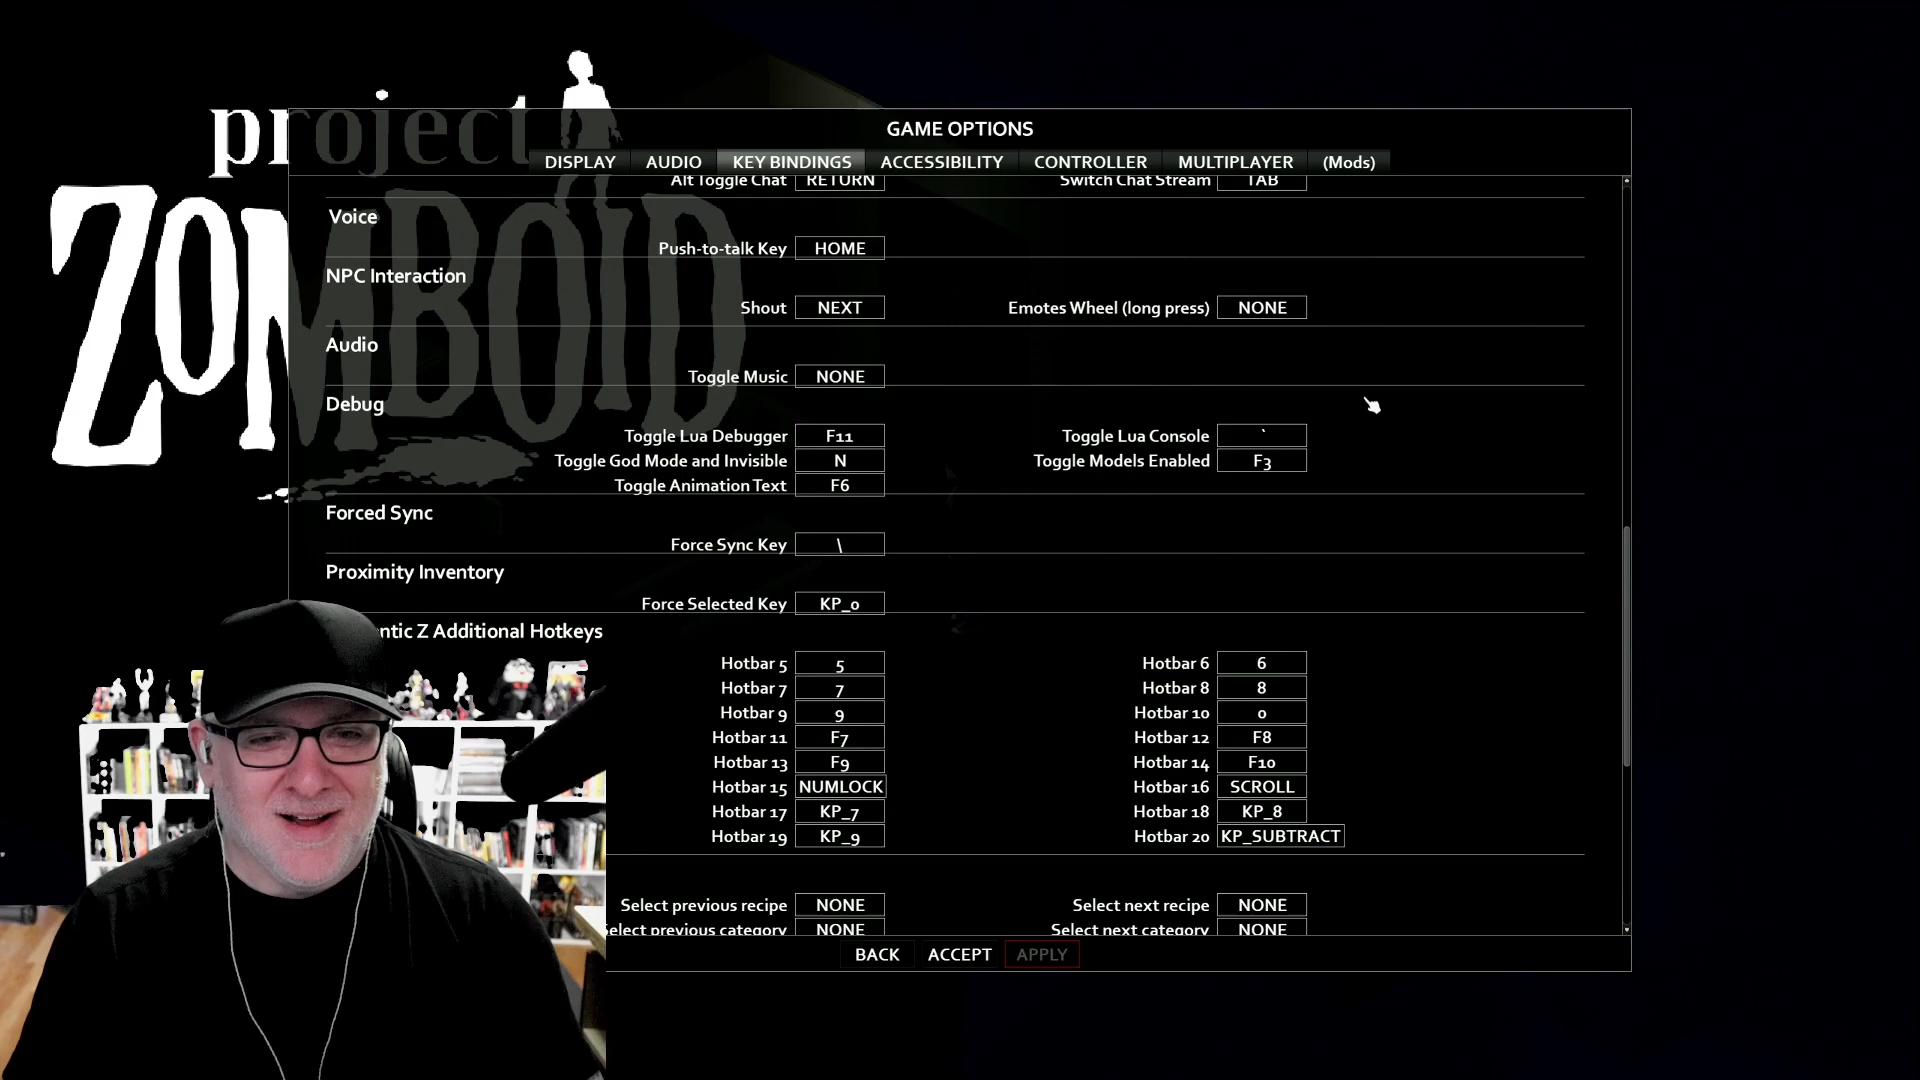 project
ZOMBOID
GAME OPTIONS
DISPLAY AUDIO KEY BINDINGS ACCESSIBILITY CONTROLLER MULTIPLAYER (Mods)
Alt Toggle Chat RETURN Switch Chat Stream TAB
Voice
Push-to-talk Key HOME
NPC Interaction
Shout NEXT Emotes Wheel (long press) NONE
Audio
Toggle Music NONE
Debug
Toggle Lua Debugger F11 Toggle Lua Console `
Toggle God Mode and Invisible N Toggle Models Enabled F3
Toggle Animation Text F6
Forced Sync
Force Sync Key \
Proximity Inventory
Force Selected Key KP_0
ntic Z Additional Hotkeys
Hotbar 5 5 Hotbar 6 6
Hotbar 7 7 Hotbar 8 8
Hotbar 9 9 Hotbar 10 0
Hotbar 11 F7 Hotbar 12 F8
Hotbar 13 F9 Hotbar 14 F10
Hotbar 15 NUMLOCK Hotbar 16 SCROLL
Hotbar 17 KP_7 Hotbar 18 KP_8
Hotbar 19 KP_9 Hotbar 20 KP_SUBTRACT
Select previous recipe NONE Select next recipe NONE
Select previous category NONE Select next category NONE
BACK ACCEPT APPLY